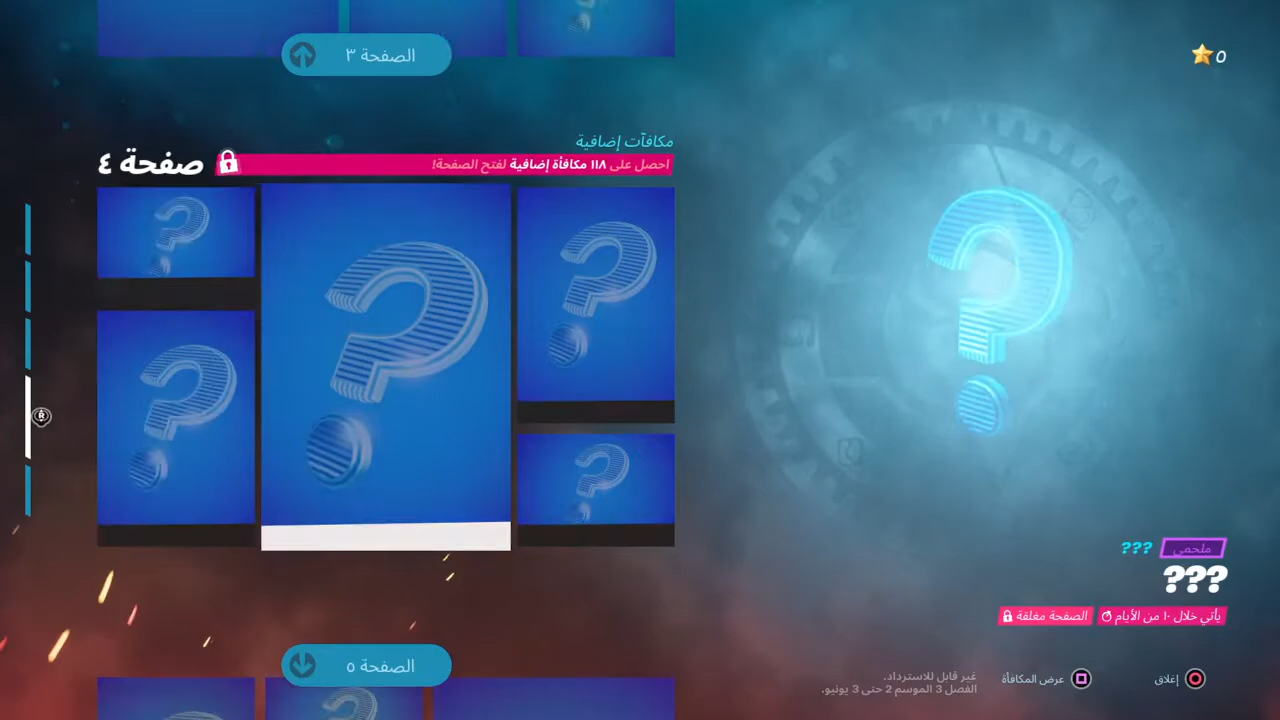 الصفحة ٣
0
مكافآت إضافية
صفحة ٤
احصل على ١١٨ مكافأة إضافية لفتح الصفحة!
ملحمي ???
???
يأتي خلال ١٠ من الأيام
الصفحة مغلقة
الصفحة ٥
إغلاق
عرض المكافأة
غير قابل للاسترداد.
الفصل 3 الموسم 2 حتى 3 يونيو.
R